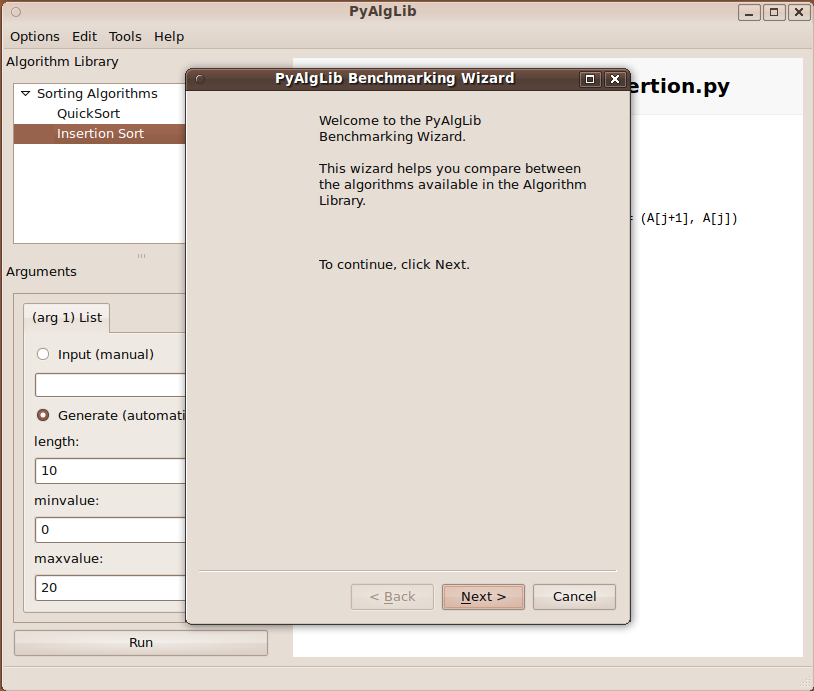 PyAlgLib
Options Edit Tools Help
Algorithm Library
Sorting Algorithms
QuickSort
Insertion Sort
Arguments
(arg 1) List
Input (manual)
Generate (automati
length:
10
minvalue:
0
maxvalue:
20
Run
PyAlgLib Benchmarking Wizard
Welcome to the PyAlgLib
Benchmarking Wizard.
This wizard helps you compare between
the algorithms available in the Algorithm
Library.
To continue, click Next.
< Back Next > Cancel
ertion.py
= (A[j+1], A[j])